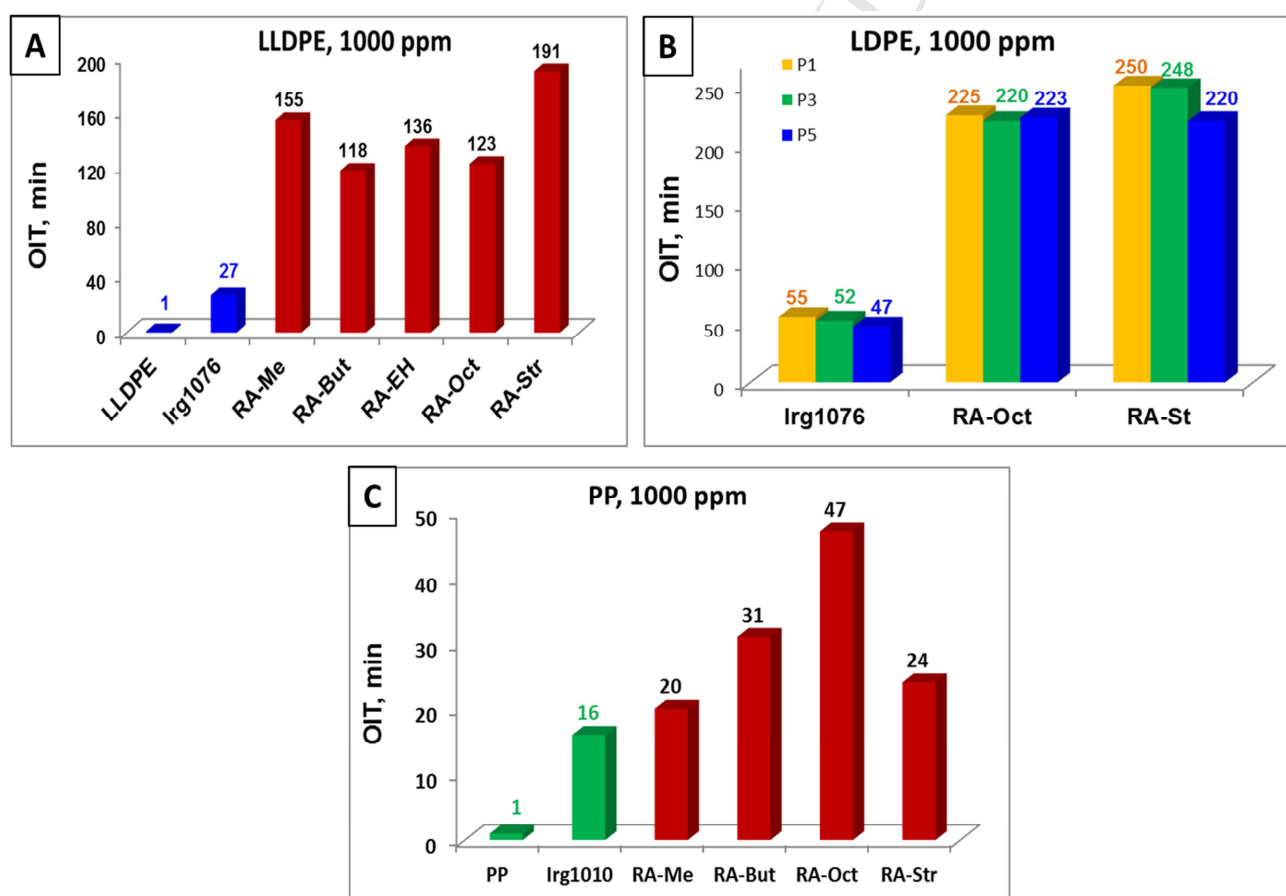 A
LLDPE, 1000 ppm
OIT, min
200
160
120
80
40
0
1
27
155
118
136
123
191
LLDPE
Irg1076
RA-Me
RA-But
RA-EH
RA-Oct
RA-Str
B
LDPE, 1000 ppm
P1
P3
P5
OIT, min
250
200
150
100
50
0
55 52 47
225 220 223
250 248 220
Irg1076 RA-Oct RA-St
C
PP, 1000 ppm
OIT, min
50
40
30
20
10
0
1
16
20
31
47
24
PP Irg1010 RA-Me RA-But RA-Oct RA-Str